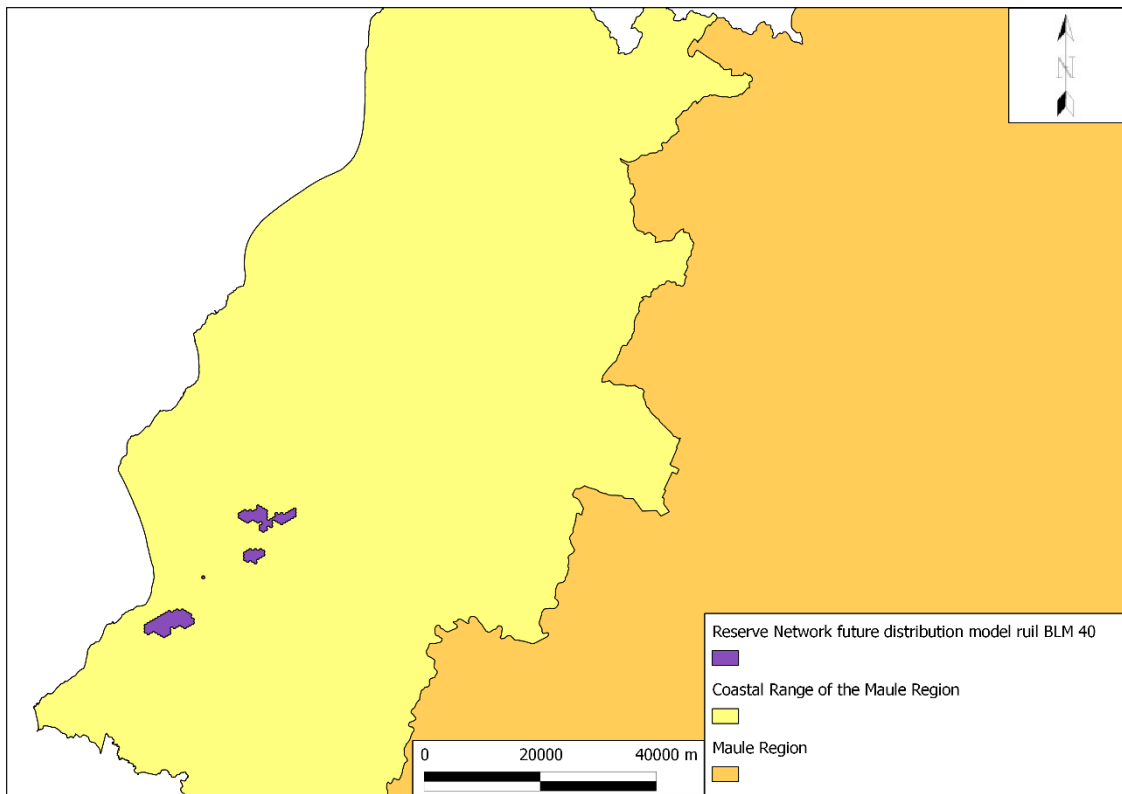 N
Reserve Network future distribution model ruil BLM 40
Coastal Range of the Maule Region
Maule Region
0 20000 40000 m